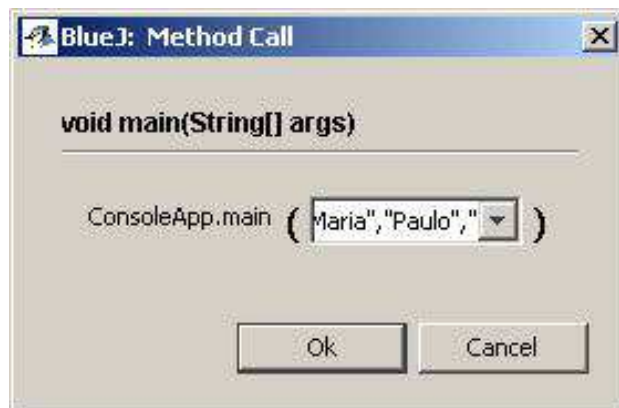 BlueJ: Method Call
void main(String[] args)
ConsoleApp.main ( Maria","Paulo"," )
Ok Cancel